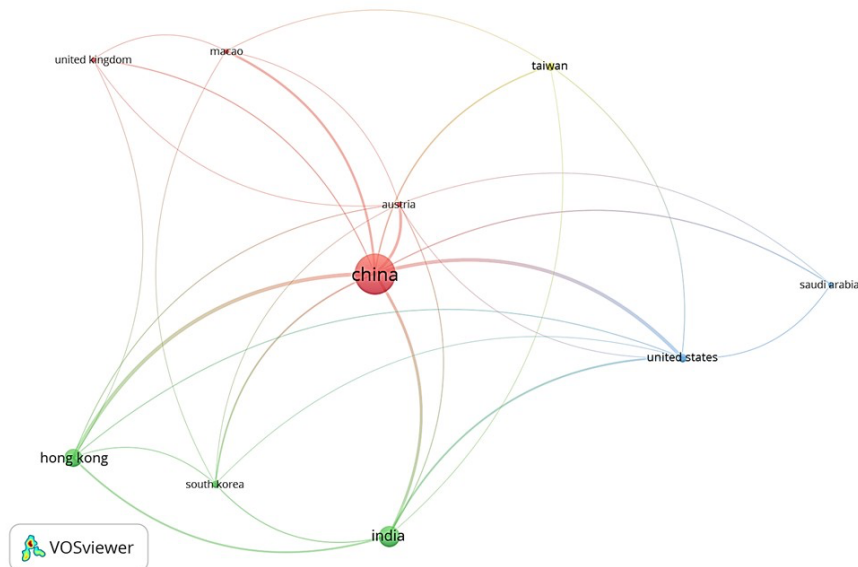 united kingdom
macao
taiwan
austria
china
saudi arabia
united states
hong kong
south korea
india
VOSviewer